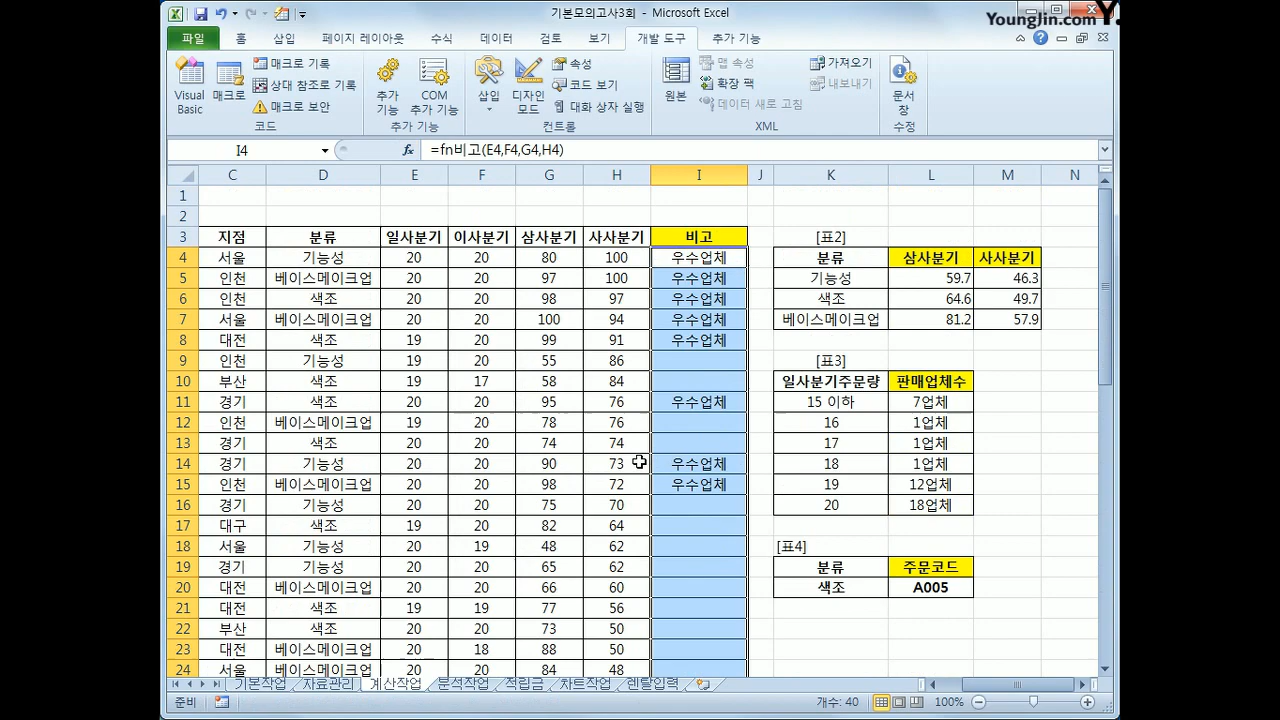 기본모의고사3회 - Microsoft Excel
YoungJin.com Y.
파일 홈 삽입 페이지 레이아웃 수식 데이터 검토 보기 개발 도구 추가 기능
Visual Basic
매크로
매크로 기록
상대 참조로 기록
매크로 보안
코드
추가 기능
COM 추가 기능
추가 기능
삽입
디자인 모드
속성
코드 보기
대화 상자 실행
컨트롤
원본
맵 속성
확장 팩
데이터 새로 고침
가져오기
내보내기
XML
문서 창
수정
I4 fx =fn비고(E4,F4,G4,H4)
C D E F G H I J K L M N
1
2
3 지점 분류 일사분기 이사분기 삼사분기 사사분기 비고 [표2]
4 서울 기능성 20 20 80 100 우수업체 분류 삼사분기 사사분기
5 인천 베이스메이크업 20 20 97 100 우수업체 기능성 59.7 46.3
6 인천 색조 20 20 98 97 우수업체 색조 64.6 49.7
7 서울 베이스메이크업 20 20 100 94 우수업체 베이스메이크업 81.2 57.9
8 대전 색조 19 20 99 91 우수업체
9 인천 기능성 19 20 55 86 [표3]
10 부산 색조 19 17 58 84 일사분기주문량 판매업체수
11 경기 색조 20 20 95 76 우수업체 15 이하 7업체
12 인천 베이스메이크업 19 20 78 76 16 1업체
13 경기 색조 20 20 74 74 17 1업체
14 경기 기능성 20 20 90 73 우수업체 18 1업체
15 인천 베이스메이크업 19 20 98 72 우수업체 19 12업체
16 경기 기능성 20 20 75 70 20 18업체
17 대구 색조 19 20 82 64
18 서울 기능성 20 19 48 62 [표4]
19 경기 기능성 20 20 65 62 분류 주문코드
20 대전 베이스메이크업 20 20 66 60 색조 A005
21 대전 색조 19 19 77 56
22 부산 색조 20 20 73 50
23 대전 베이스메이크업 20 18 88 50
24 서울 베이스메이크업 20 20 84 48
기본작업 자료관리 계산작업 분석작업 적립금 차트작업 렌탈입력
준비 개수: 40 100%